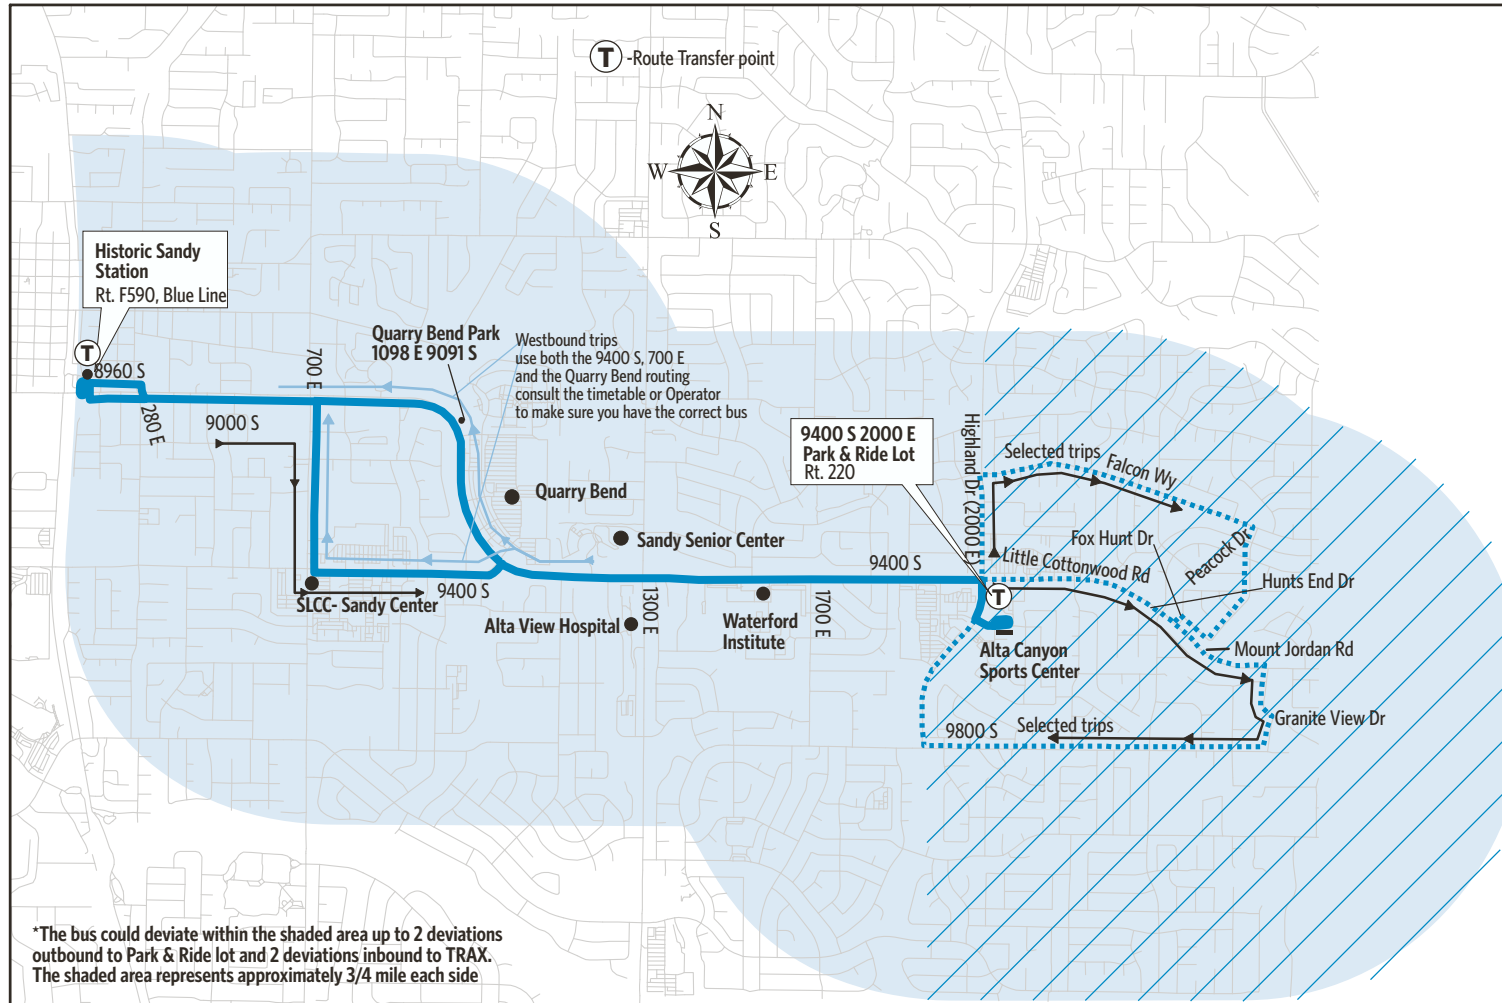 T -Route Transfer point
N
W
E
S
Historic Sandy
Station
Rt. F590, Blue Line
T
8960 S
280 E
700 E
9000 S
Quarry Bend Park
1098 E 9091 S
Westbound trips
use both the 9400 S, 700 E
and the Quarry Bend routing
consult the timetable or Operator
to make sure you have the correct bus
Quarry Bend
Sandy Senior Center
SLCC- Sandy Center
9400 S
Alta View Hospital
1300 E
Waterford
Institute
1700 E
9400 S
9400 S 2000 E
Park & Ride Lot
Rt. 220
Highland Dr (2000 E)
Selected trips
Falcon Wy
Fox Hunt Dr
Peacock Dr
Little Cottonwood Rd
Hunts End Dr
T
Mount Jordan Rd
Alta Canyon
Sports Center
Granite View Dr
9800 S
Selected trips
*The bus could deviate within the shaded area up to 2 deviations
outbound to Park & Ride lot and 2 deviations inbound to TRAX.
The shaded area represents approximately 3/4 mile each side